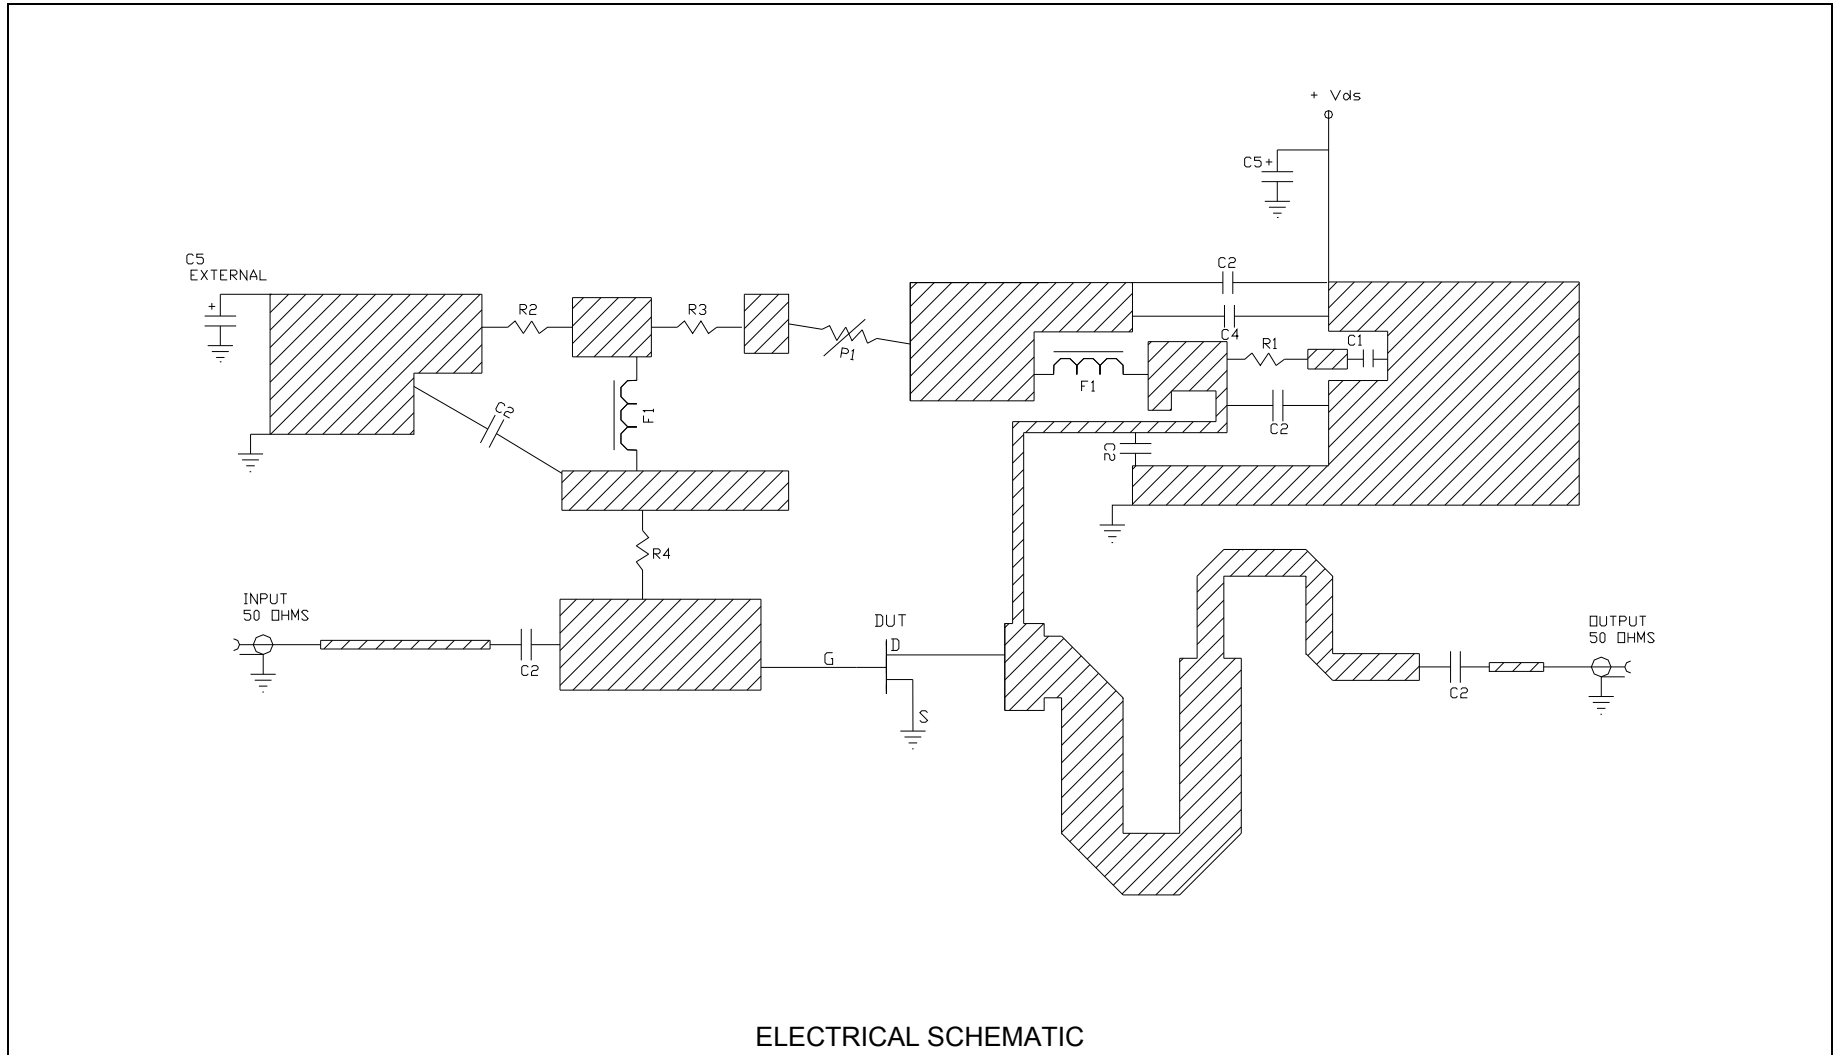 + Vds
C5+
C5
EXTERNAL
+
C2
R2
R3
P1
C4
R1
C1
F1
F1
C2
C2
C2
R4
INPUT
50 OHMS
C2
G
DUT
D
S
OUTPUT
50 OHMS
C2
ELECTRICAL SCHEMATIC